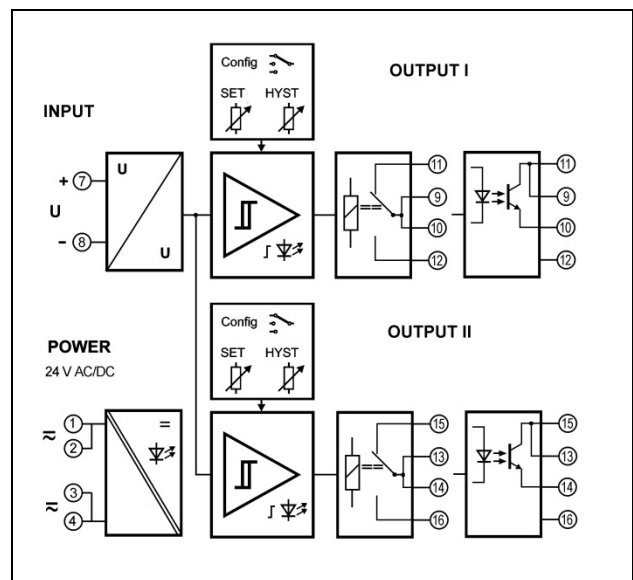 Config
OUTPUT I
SET HYST
INPUT
11 11
U
+ 7
9 9
U
10 10
- 8
U
12 12
Config
OUTPUT II
SET HYST
POWER
24 V AC/DC
15 15
1
=
2
13 13
14 14
3
4
16 16